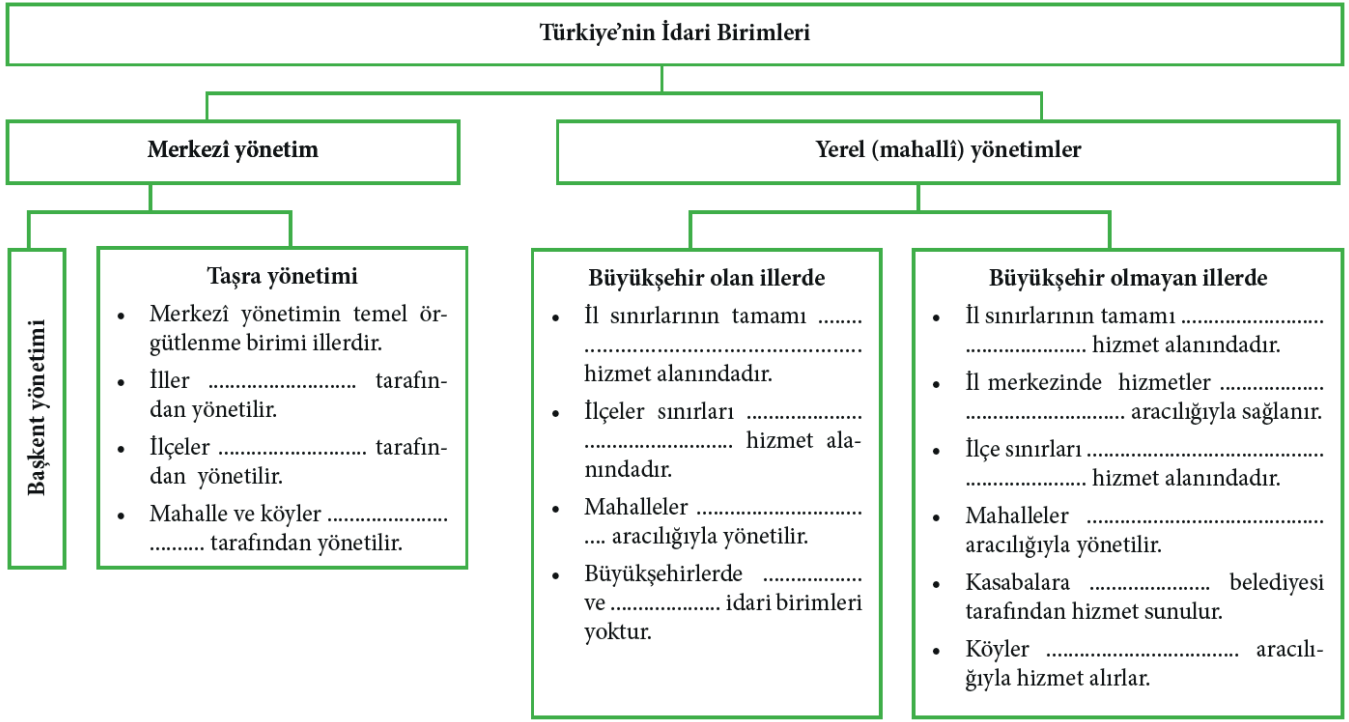 Türkiye’nin İdari Birimleri
Merkezî yönetim
Yerel (mahallî) yönetimler
Başkent yönetimi
Taşra yönetimi
• Merkezî yönetimin temel ör-
gütlenme birimi illerdir.
• İller ........................... tarafın-
dan yönetilir.
• İlçeler ........................... tarafın-
dan yönetilir.
• Mahalle ve köyler ......................
.......... tarafından yönetilir.
Büyükşehir olan illerde
• İl sınırlarının tamamı ........
.............................................
hizmet alanındadır.
• İlçeler sınırları ....................
........................... hizmet ala-
nındadır.
• Mahalleler ..............................
.... aracılığıyla yönetilir.
• Büyükşehirlerde ..................
ve .................... idari birimleri
yoktur.
Büyükşehir olmayan illerde
• İl sınırlarının tamamı ..........................
...................... hizmet alanındadır.
• İl merkezinde hizmetler ...................
.............................. aracılığıyla sağlanır.
• İlçe sınırları ...........................................
...................... hizmet alanındadır.
• Mahalleler ...........................................
aracılığıyla yönetilir.
• Kasabalara ...................... belediyesi
tarafından hizmet sunulur.
• Köyler ................................... aracılı-
ğıyla hizmet alırlar.